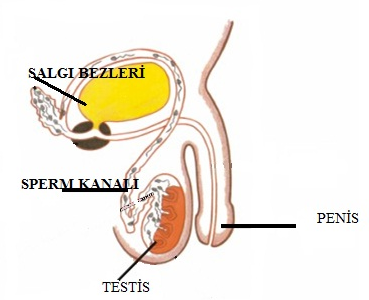 SALGI BEZLERİ
SPERM KANALI
PENİS
TESTİS